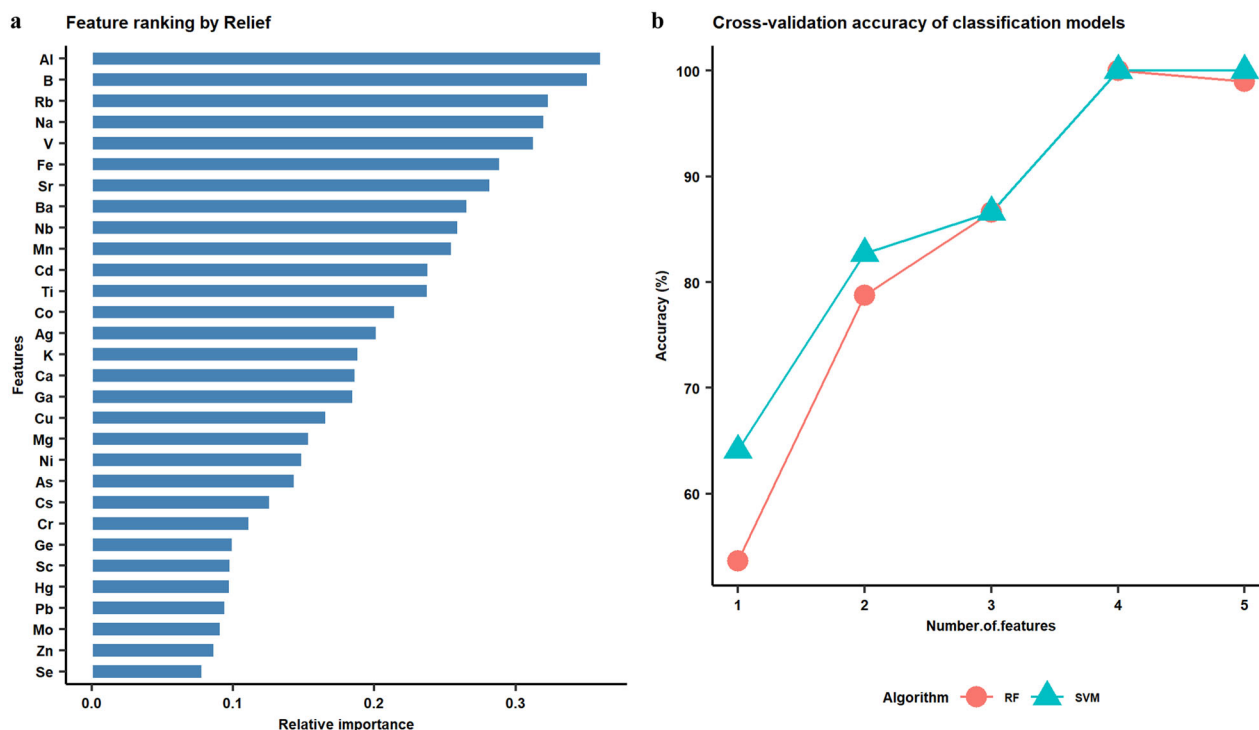 a
Feature ranking by Relief
Al
B
Rb
Na
V
Fe
Sr
Ba
Nb
Mn
Cd
Ti
Co
Ag
K
Ca
Ga
Cu
Mg
Ni
As
Cs
Cr
Ge
Sc
Hg
Pb
Mo
Zn
Se
Features
0.0 0.1 0.2 0.3
Relative importance
b
Cross-validation accuracy of classification models
100
90
80
70
60
Accuracy (%)
1 2 3 4 5
Number.of.features
Algorithm RF SVM